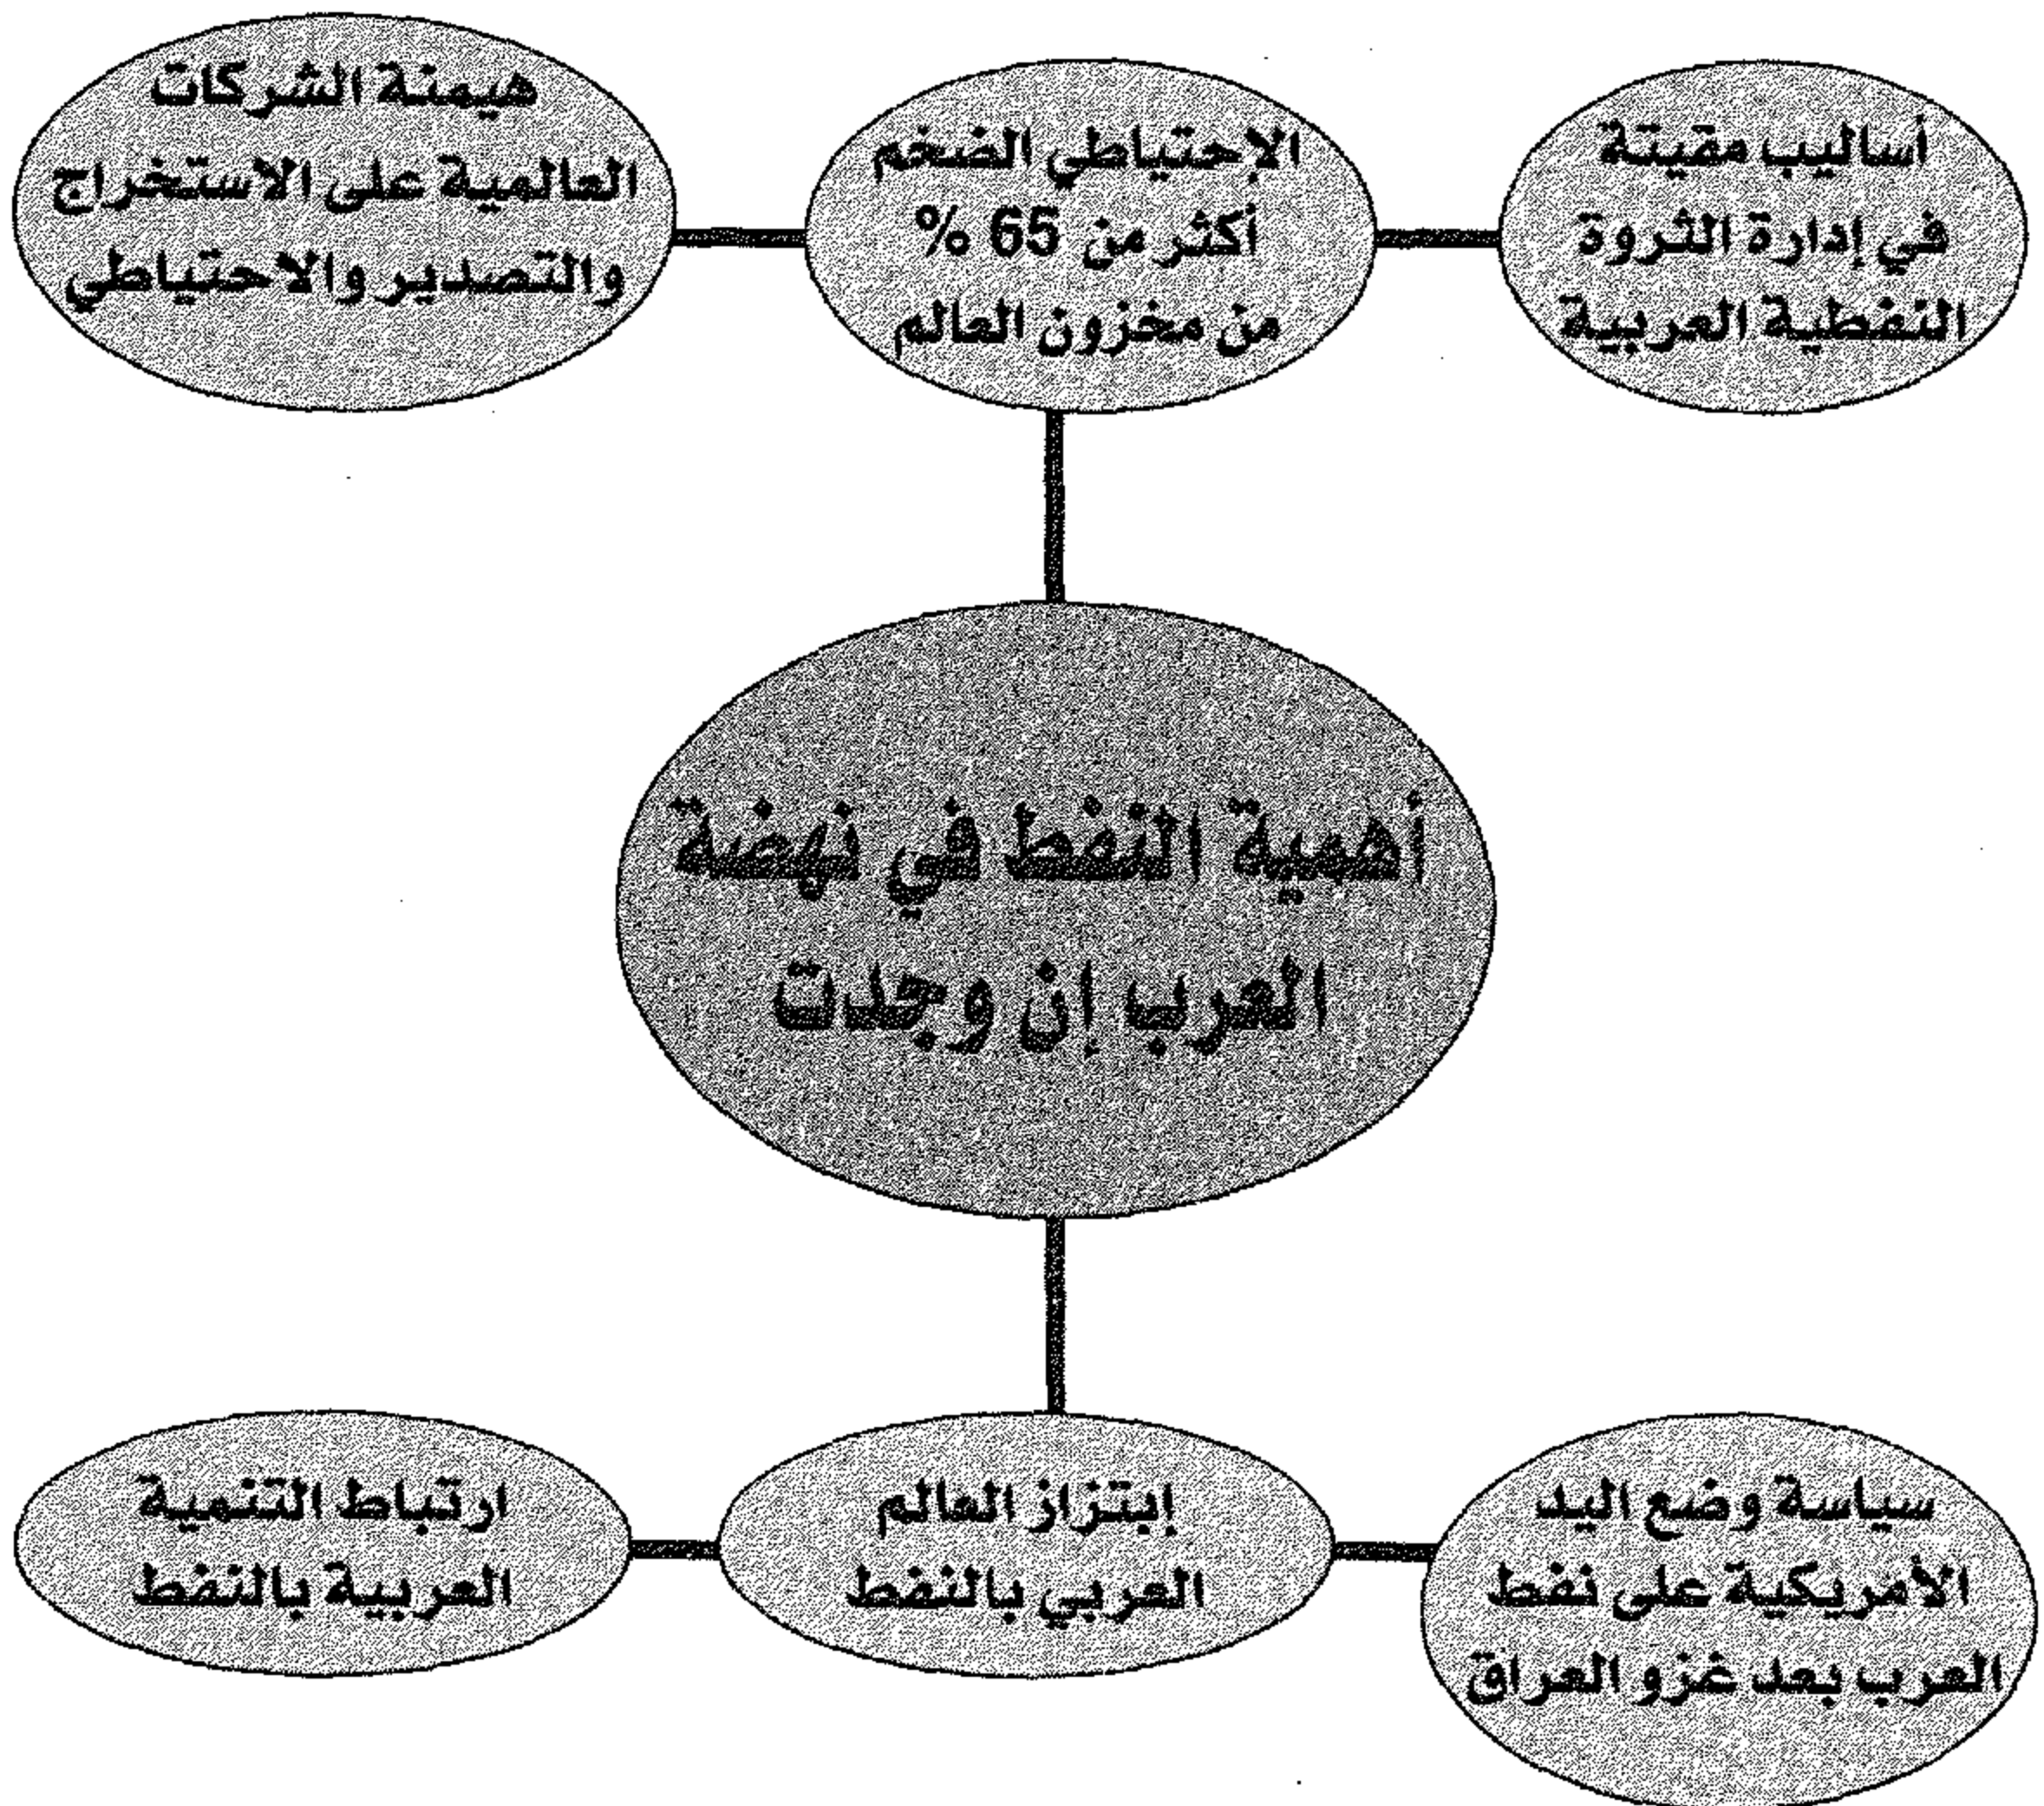 أساليب مقيتة
في إدارة الثروة
النفطية العربية
الإحتياطي الضخم
أكثر من 65 %
من مخزون العالم
هيمنة الشركات
العالمية على الاستخراج
والتصدير والاحتياطي
أهمية النفط في نهضة
العرب إن وجدت
سياسة وضع اليد
الأمريكية على نفط
العرب بعد غزو العراق
إبتزاز العالم
العربي بالنفط
ارتباط التنمية
العربية بالنفط